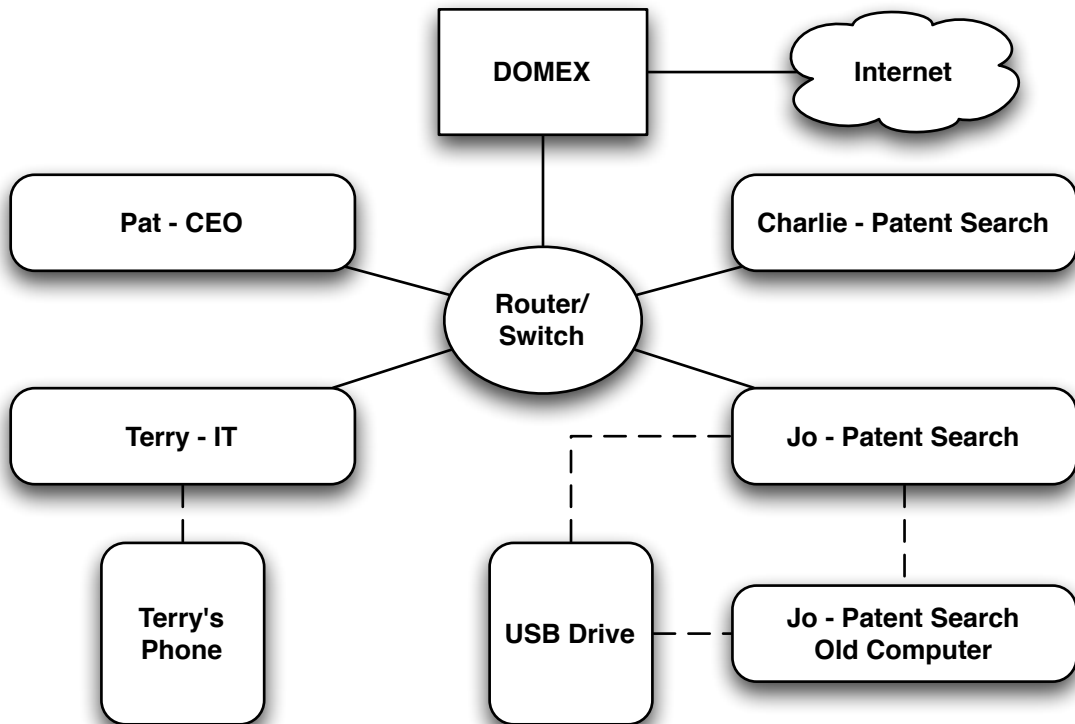 DOMEX
Internet
Pat - CEO
Charlie - Patent Search
Router/
Switch
Terry - IT
Jo - Patent Search
Terry's
Phone
USB Drive
Jo - Patent Search
Old Computer